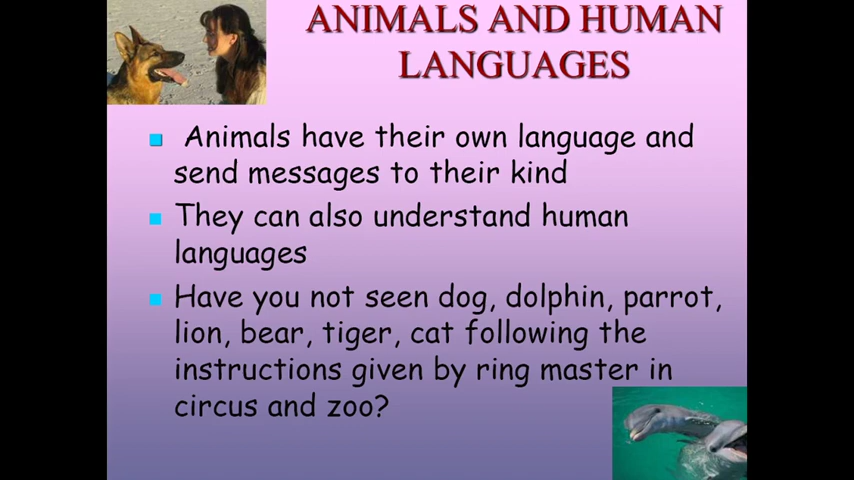 ANIMALS AND HUMAN
LANGUAGES
Animals have their own language and
send messages to their kind
They can also understand human
languages
Have you not seen dog, dolphin, parrot,
lion, bear, tiger, cat following the
instructions given by ring master in
circus and zoo?